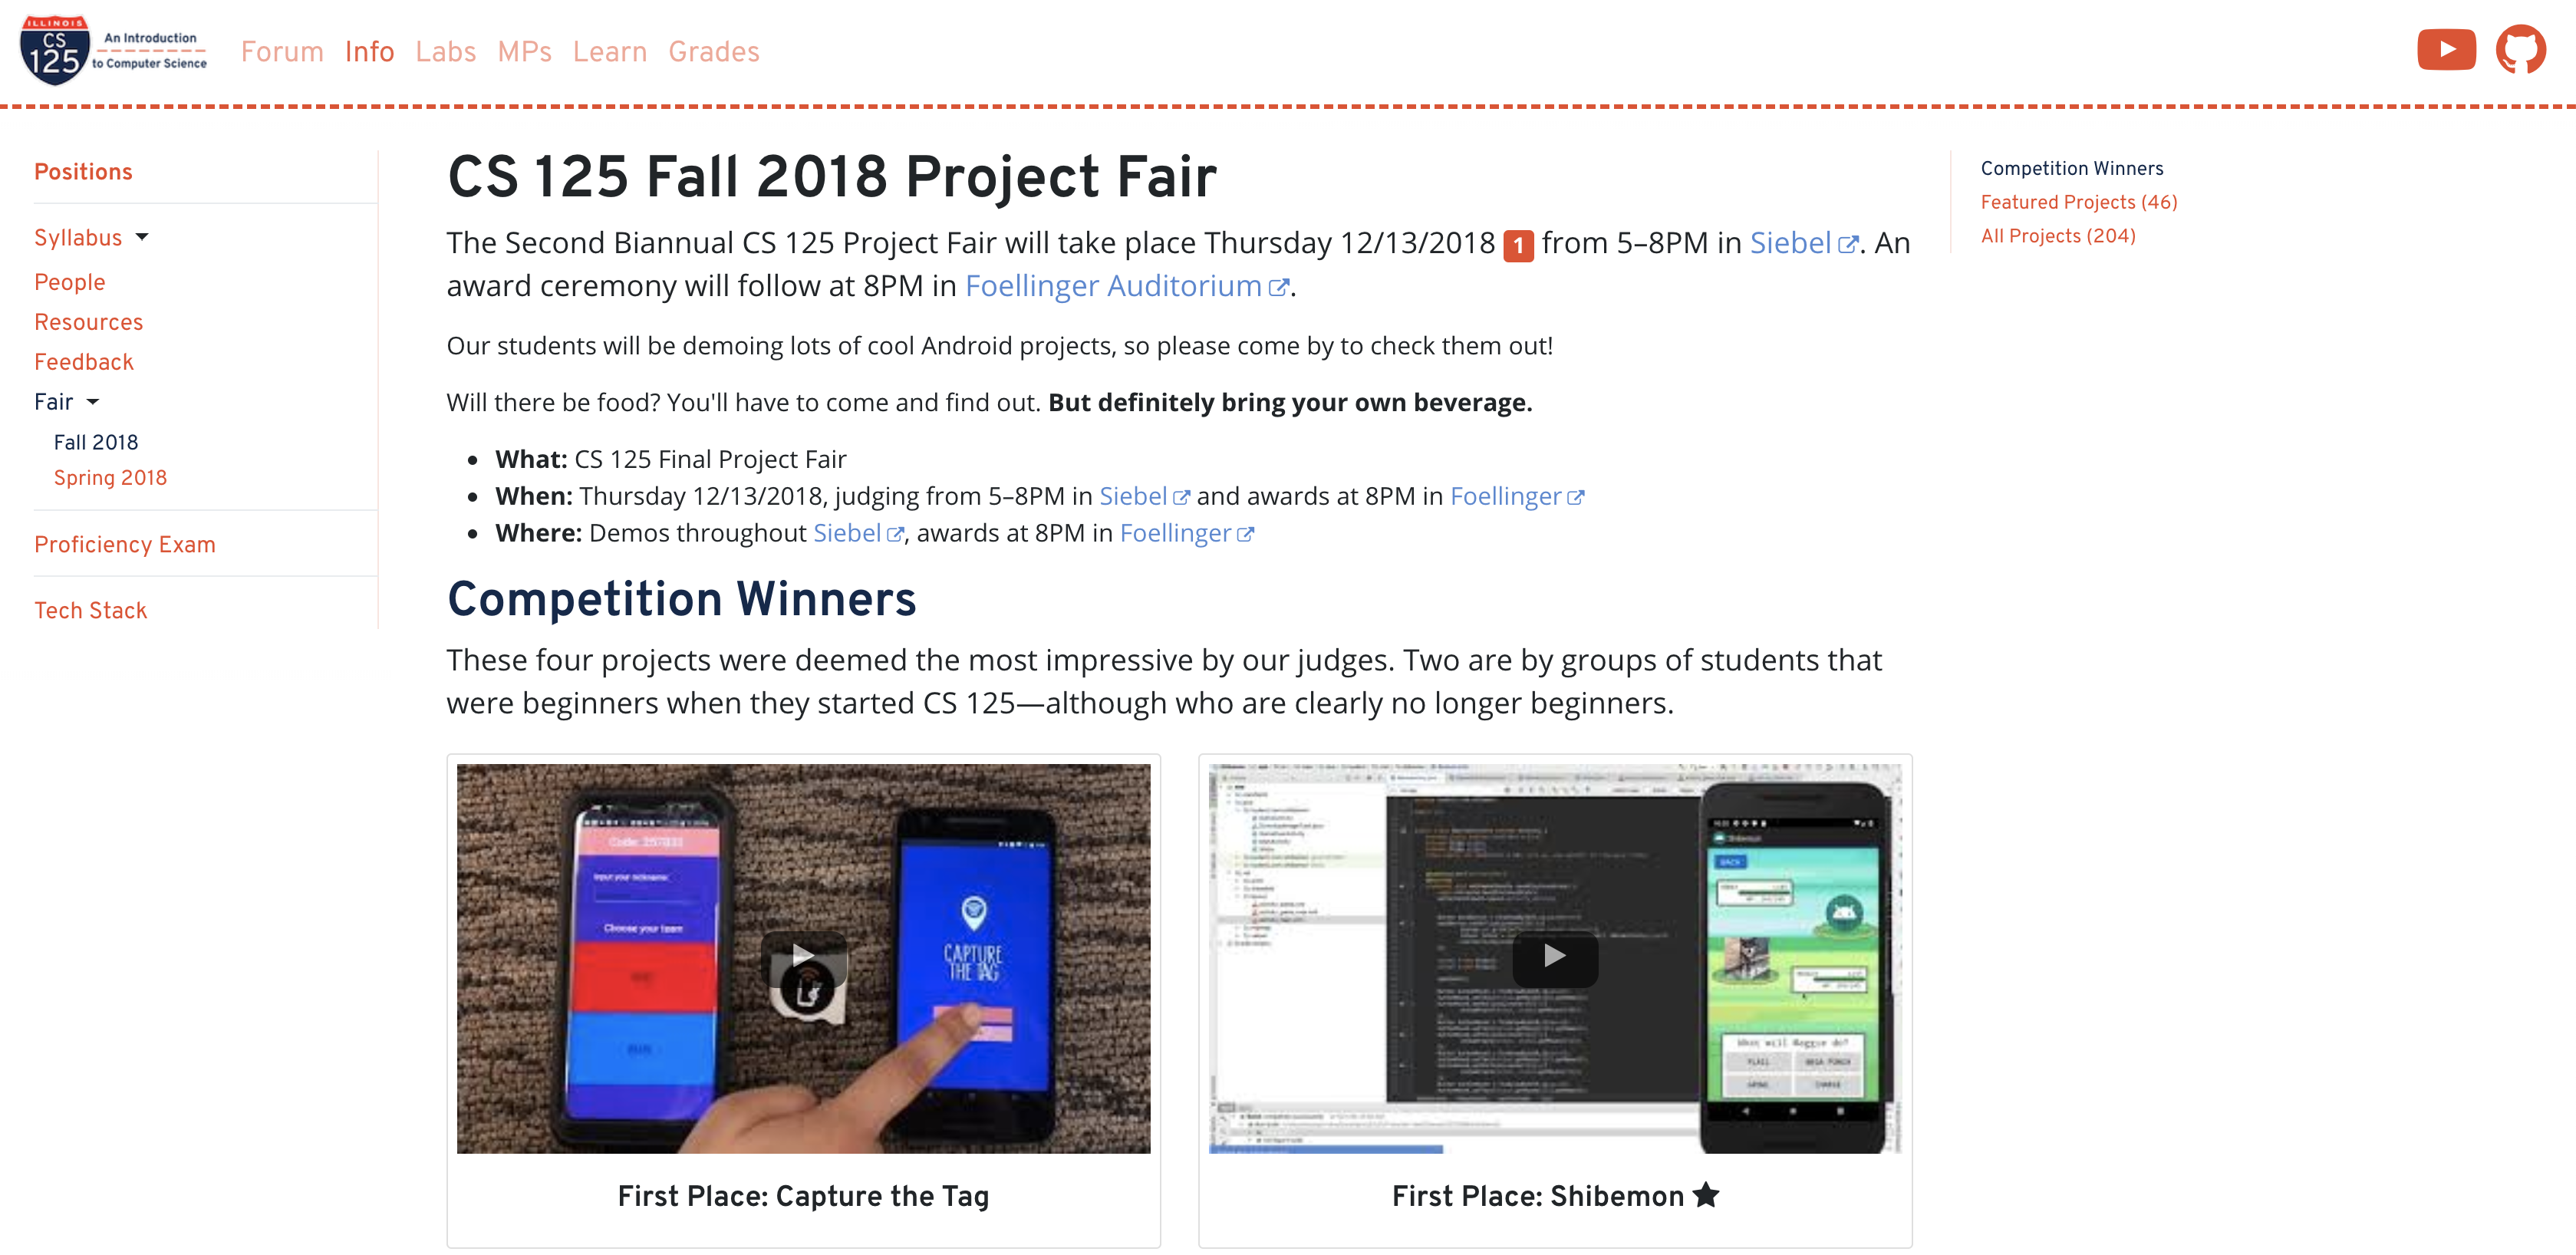 ILLINOIS
CS
125
An Introduction
to Computer Science
Forum Info Labs MPs Learn Grades
Positions
Syllabus
People
Resources
Feedback
Fair
Fall 2018
Spring 2018
Proficiency Exam
Tech Stack
CS 125 Fall 2018 Project Fair
The Second Biannual CS 125 Project Fair will take place Thursday 12/13/2018 1 from 5–8PM in Siebel. An
award ceremony will follow at 8PM in Foellinger Auditorium.
Our students will be demoing lots of cool Android projects, so please come by to check them out!
Will there be food? You'll have to come and find out. But definitely bring your own beverage.
What: CS 125 Final Project Fair
When: Thursday 12/13/2018, judging from 5–8PM in Siebel and awards at 8PM in Foellinger
Where: Demos throughout Siebel, awards at 8PM in Foellinger
Competition Winners
These four projects were deemed the most impressive by our judges. Two are by groups of students that
were beginners when they started CS 125—although who are clearly no longer beginners.
Input your nickname
Choose your team
CAPTURE
THE TAG
First Place: Capture the Tag
Shibemon
BACK
What will do?
First Place: Shibemon
Competition Winners
Featured Projects (46)
All Projects (204)